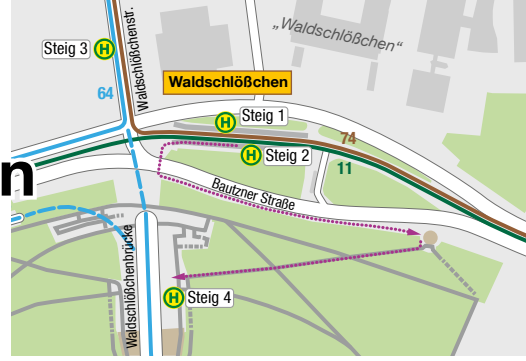 „Waldschlößchen“
Steig 3
H
Waldschlößchenstr.
Waldschlößchen
64
H
Steig 1
74
H
Steig 2
11
n
Bautzner Straße
Waldschlößchenbrücke
H
Steig 4